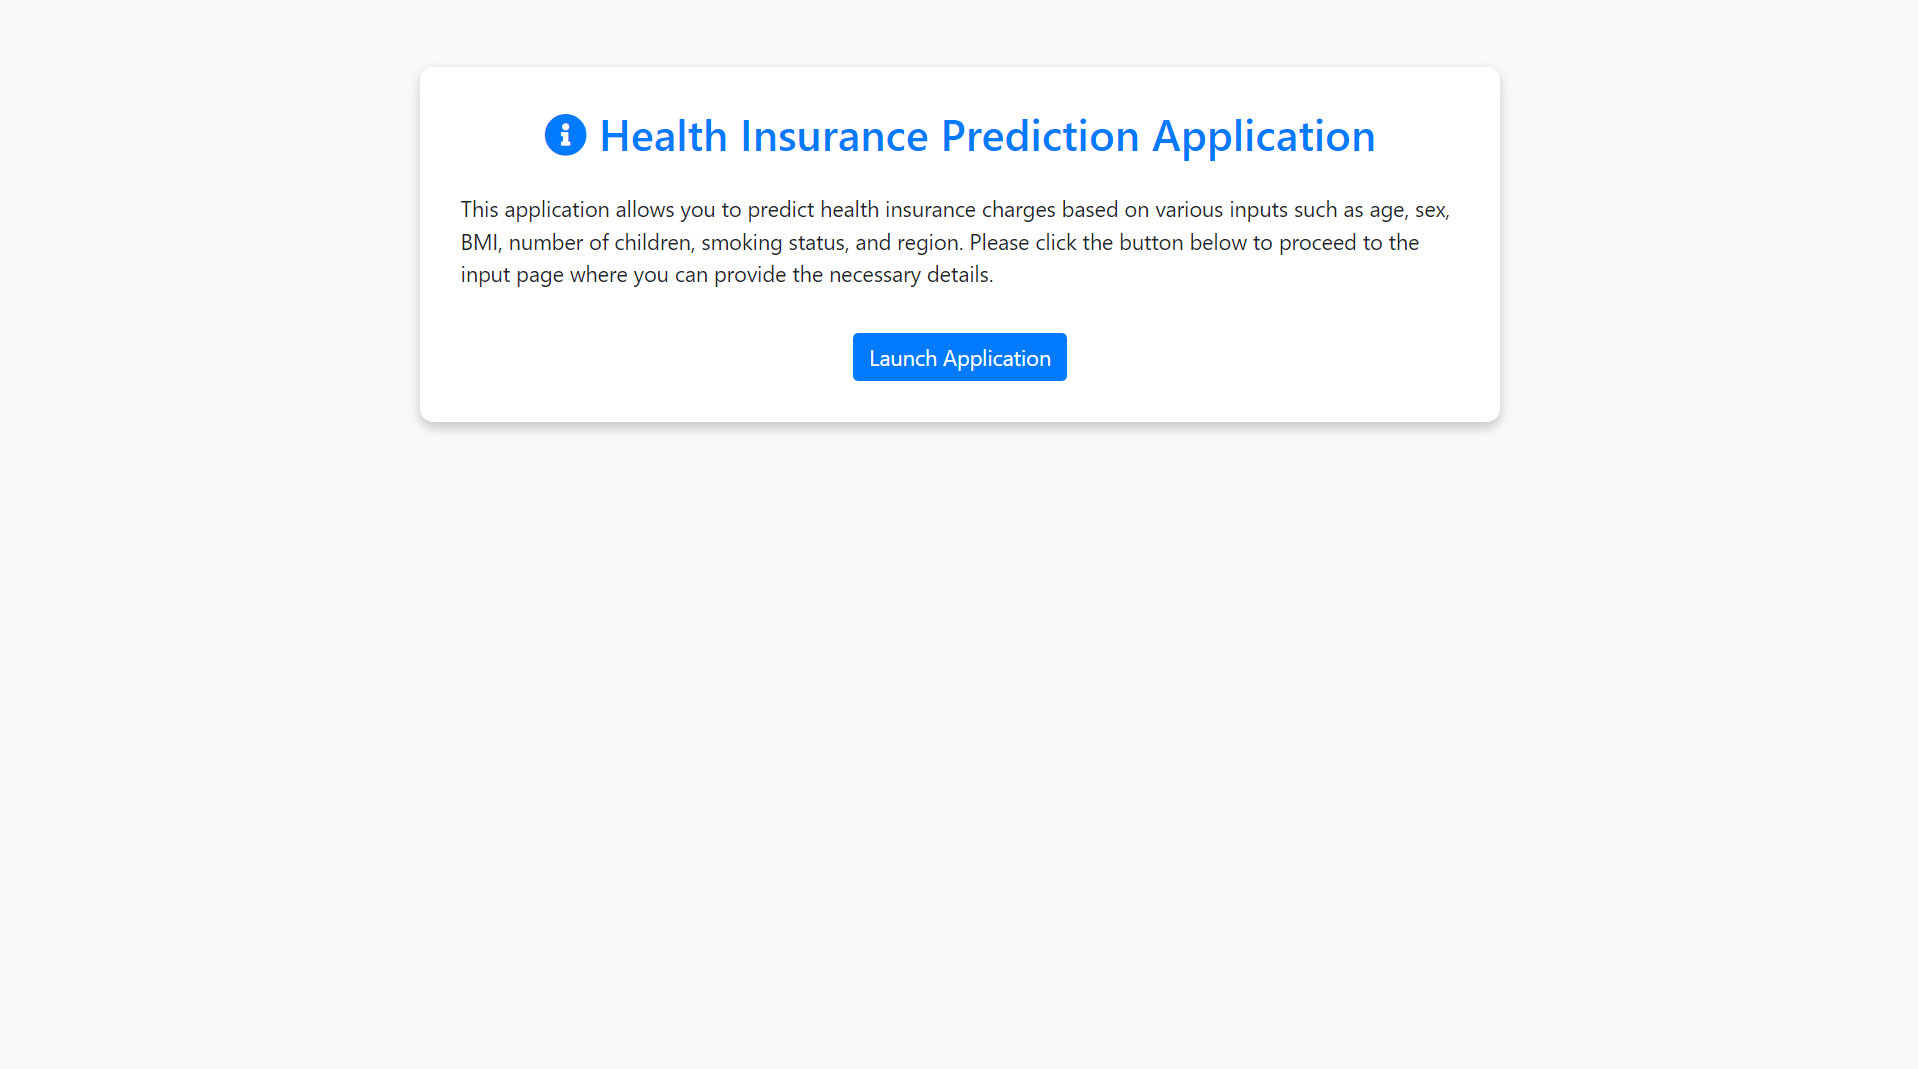 Health Insurance Prediction Application
This application allows you to predict health insurance charges based on various inputs such as age, sex,
BMI, number of children, smoking status, and region. Please click the button below to proceed to the
input page where you can provide the necessary details.
Launch Application